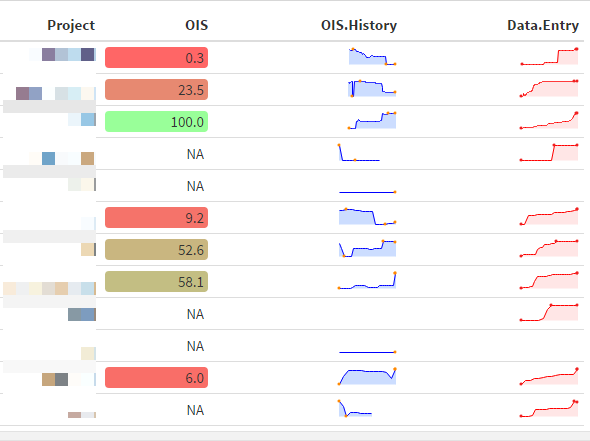 Project OIS OIS.History Data.Entry
0.3
23.5
100.0
NA
NA
9.2
52.6
58.1
NA
NA
6.0
NA